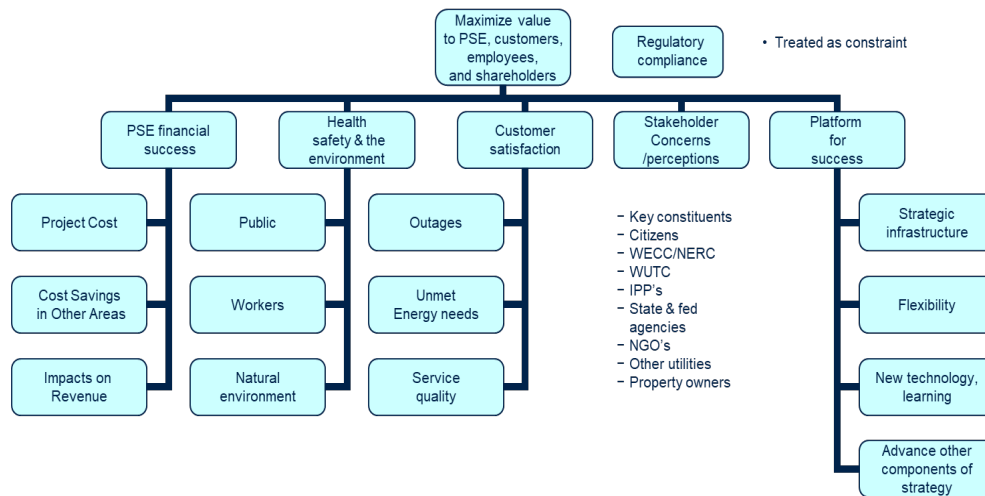 Maximize value
to PSE, customers,
employees,
and shareholders
Regulatory
compliance
• Treated as constraint
PSE financial
success
Health
safety & the
environment
Customer
satisfaction
Stakeholder
Concerns
/perceptions
Platform
for
success
Project Cost
Cost Savings
in Other Areas
Impacts on
Revenue
Public
Workers
Natural
environment
Outages
Unmet
Energy needs
Service
quality
− Key constituents
− Citizens
− WECC/NERC
− WUTC
− IPP's
− State & fed
agencies
− NGO's
− Other utilities
− Property owners
Strategic
infrastructure
Flexibility
New technology,
learning
Advance other
components of
strategy